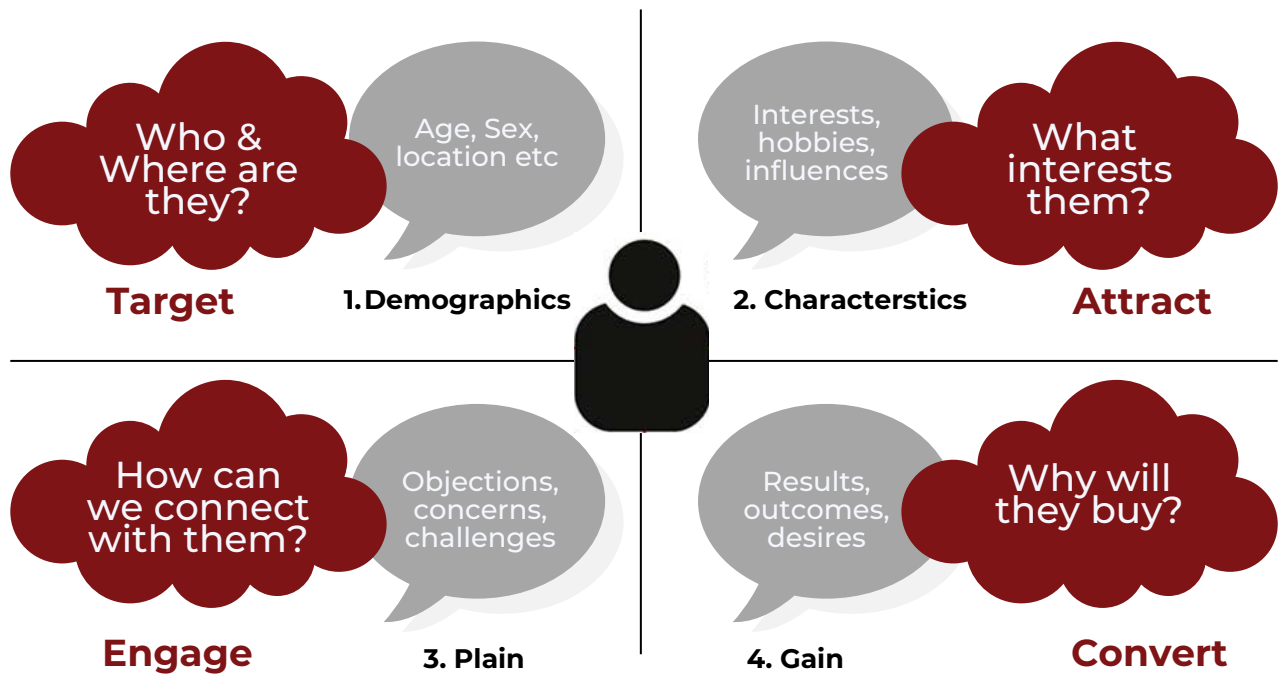 Who &
Where are
they?
Age, Sex,
location etc
Target
1.Demographics
Interests,
hobbies,
influences
What
interests
them?
2. Characterstics
Attract
How can
we connect
with them?
Objections,
concerns,
challenges
Engage
3. Plain
Results,
outcomes,
desires
Why will
they buy?
4. Gain
Convert